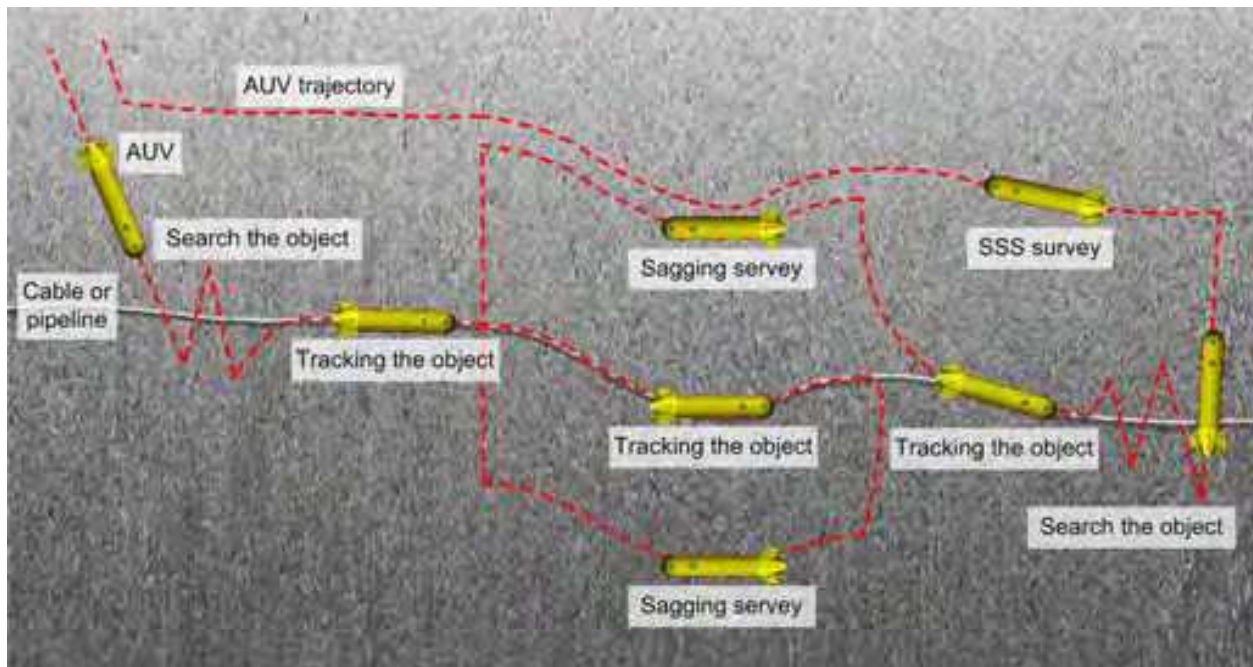 AUV trajectory
AUV
Search the object
Sagging servey
SSS survey
Cable or
pipeline
Tracking the object
Tracking the object
Tracking the object
Search the object
Sagging servey